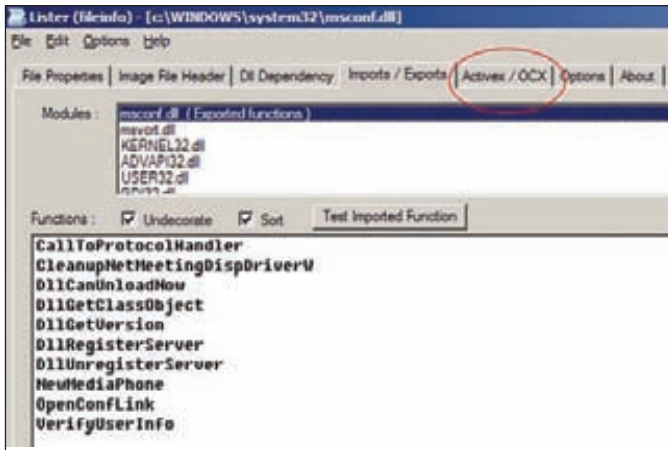 Lister (fileinfo) - [c:\WINDOWS\system32\msconf.dll]
File Edit Options Help
File Properties | Image File Header | Dll Dependency | Imports / Exports | Activex / OCX | Options | About
Modules :
msconf.dll ( Exported functions )
msvcrt.dll
KERNEL32.dll
ADVAPI32.dll
USER32.dll
GDI32.dll
Functions : Undecorate Sort Test Imported Function
CallToProtocolHandler
CleanupNetMeetingDispDriverW
DllCanUnloadNow
DllGetClassObject
DllGetVersion
DllRegisterServer
DllUnregisterServer
NewMediaPhone
OpenConfLink
VerifyUserInfo